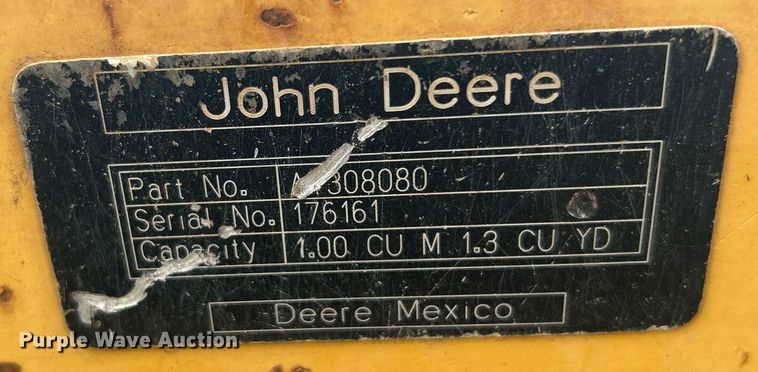 John Deere
Part No. 308080
Serial No. 176161
Capacity 1.00 CU M 1.3 CU YD
Deere Mexico
Purple Wave Auction